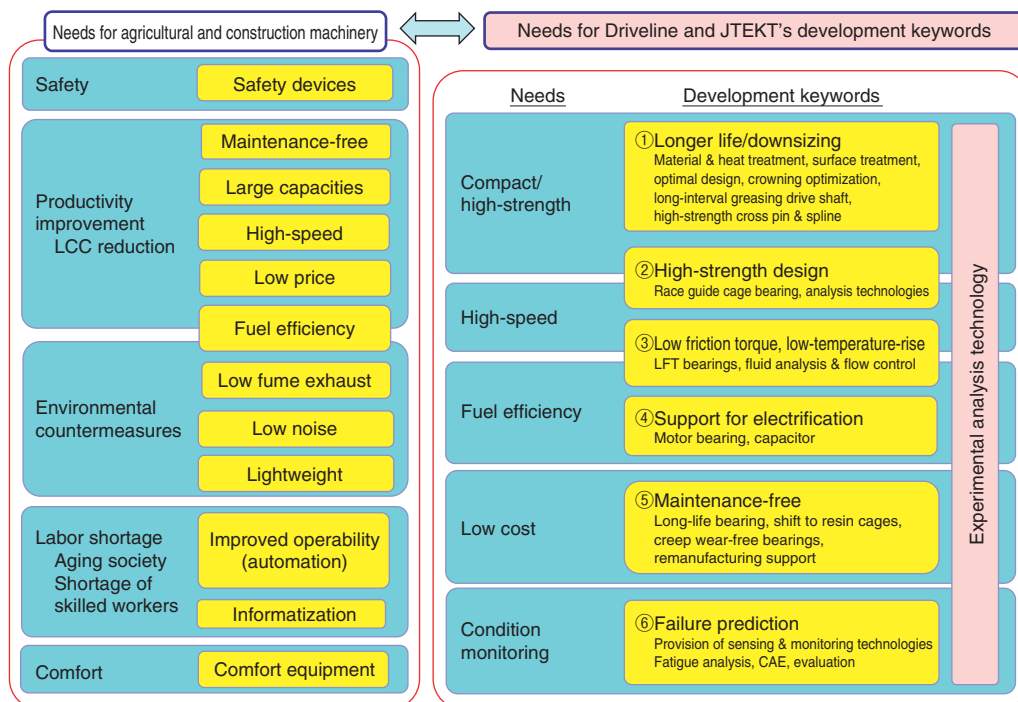 Needs for agricultural and construction machinery
Needs for Driveline and JTEKT's development keywords
Safety
Safety devices
Productivity
improvement
LCC reduction
Maintenance-free
Large capacities
High-speed
Low price
Fuel efficiency
Environmental
countermeasures
Low fume exhaust
Low noise
Lightweight
Labor shortage
Aging society
Shortage of
skilled workers
Improved operability
(automation)
Informatization
Comfort
Comfort equipment
Needs
Development keywords
Compact/
high-strength
①Longer life/downsizing
Material & heat treatment, surface treatment,
optimal design, crowning optimization,
long-interval greasing drive shaft,
high-strength cross pin & spline
②High-strength design
Race guide cage bearing, analysis technologies
High-speed
③Low friction torque, low-temperature-rise
LFT bearings, fluid analysis & flow control
Fuel efficiency
④Support for electrification
Motor bearing, capacitor
Low cost
⑤Maintenance-free
Long-life bearing, shift to resin cages,
creep wear-free bearings,
remanufacturing support
Condition
monitoring
⑥Failure prediction
Provision of sensing & monitoring technologies
Fatigue analysis, CAE, evaluation
Experimental analysis technology